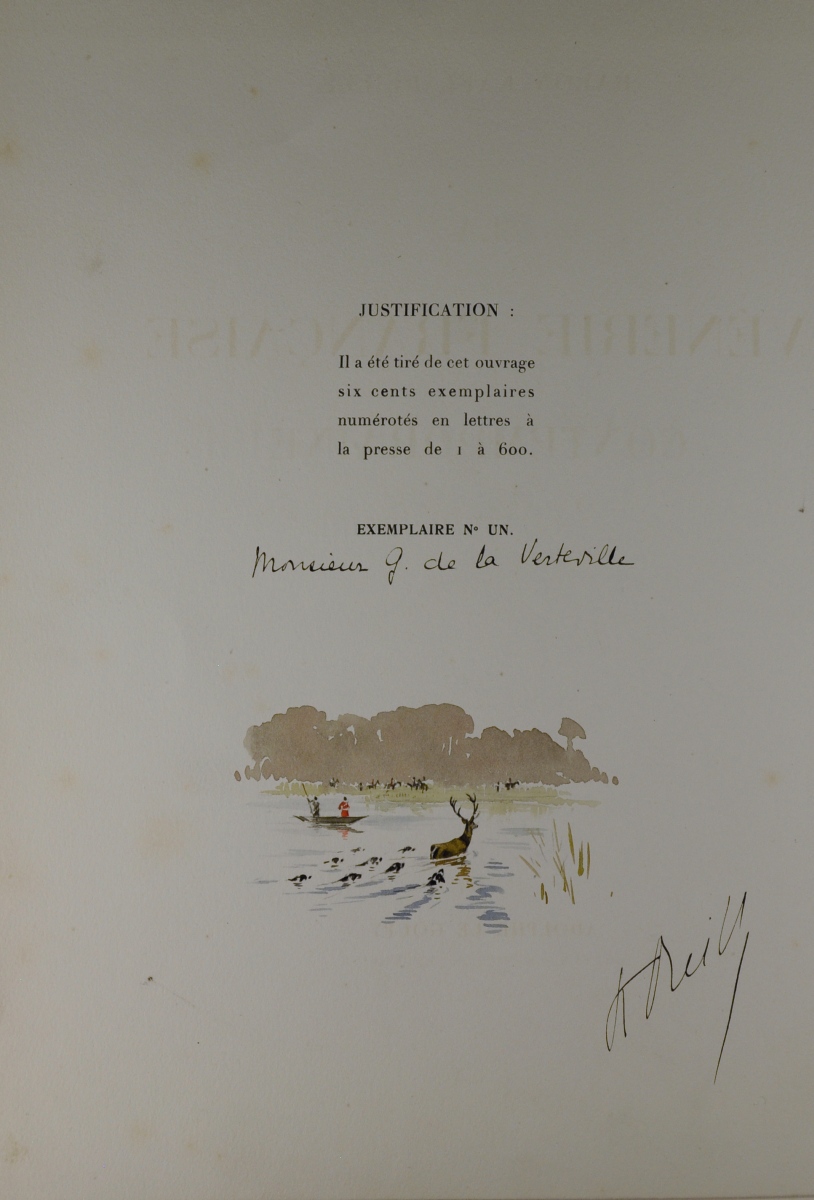 JUSTIFICATION :
Il a été tiré de cet ouvrage
six cents exemplaires
numérotés en lettres à
la presse de 1 à 600.
EXEMPLAIRE N° UN.
Monsieur G. de la Verteville